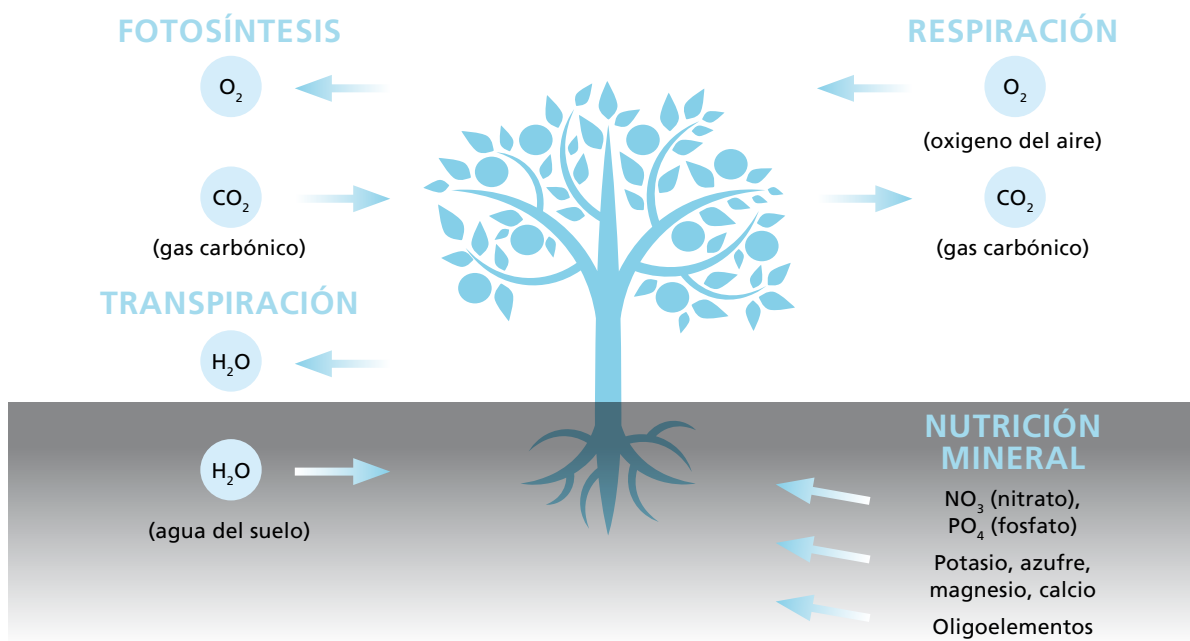 FOTOSÍNTESIS
O₂
CO₂
(gas carbónico)
TRANSPIRACIÓN
H₂O
H₂O
(agua del suelo)
RESPIRACIÓN
O₂
(oxigeno del aire)
CO₂
(gas carbónico)
NUTRICIÓN
MINERAL
NO₃ (nitrato),
PO₄ (fosfato)
Potasio, azufre,
magnesio, calcio
Oligoelementos